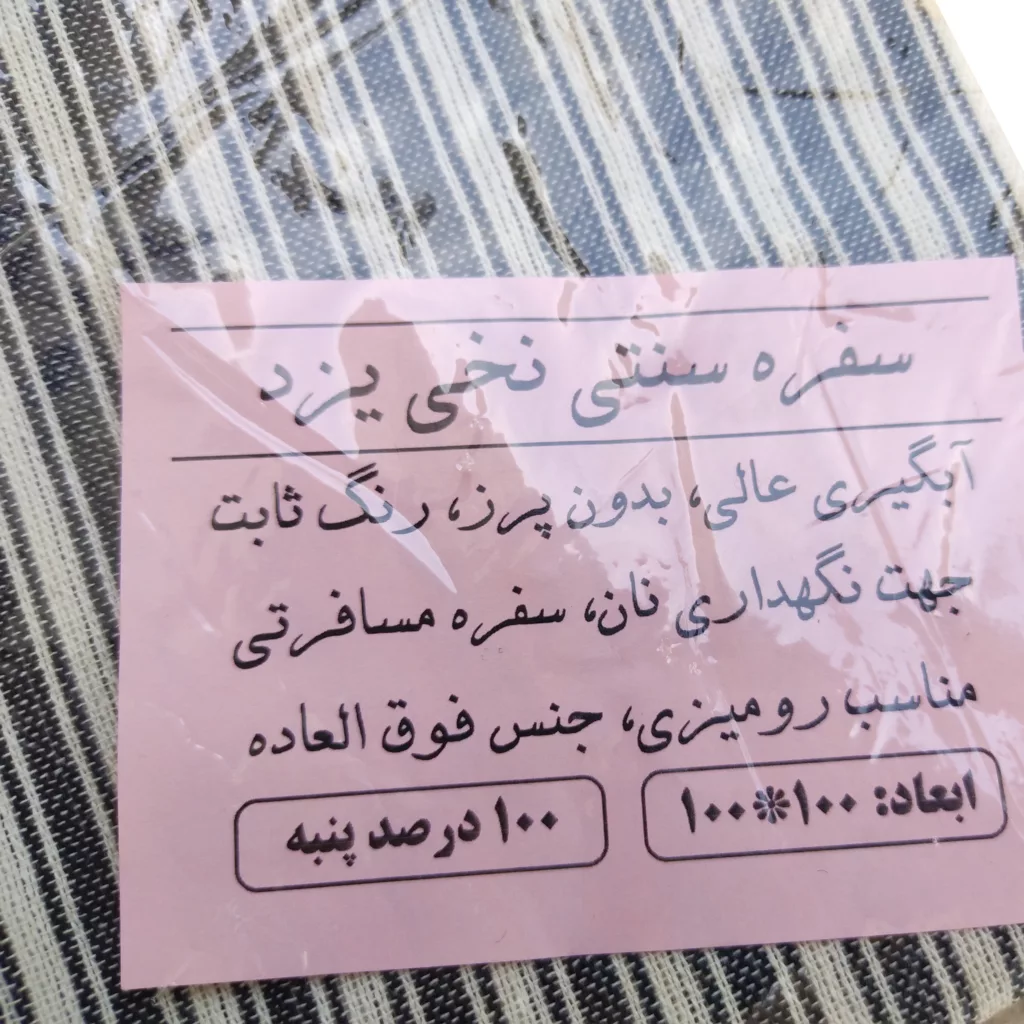 سفره سنتی نخی یزد
آبگیری عالی، بدون پرز، رنگ ثابت
جهت نگهداری نان، سفره مسافرتی
مناسب رومیزی، جنس فوق العاده
ابعاد: ۱۰۰*۱۰۰
۱۰۰ درصد پنبه